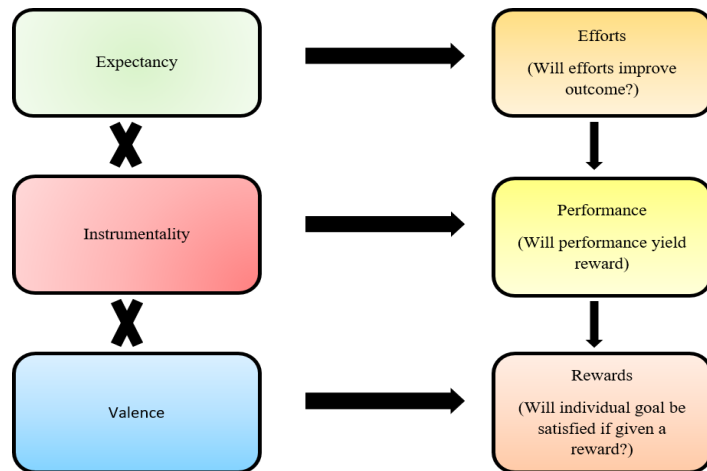 Expectancy
Efforts
(Will efforts improve
outcome?)
Instrumentality
Performance
(Will performance yield
reward)
Valence
Rewards
(Will individual goal be
satisfied if given a
reward?)